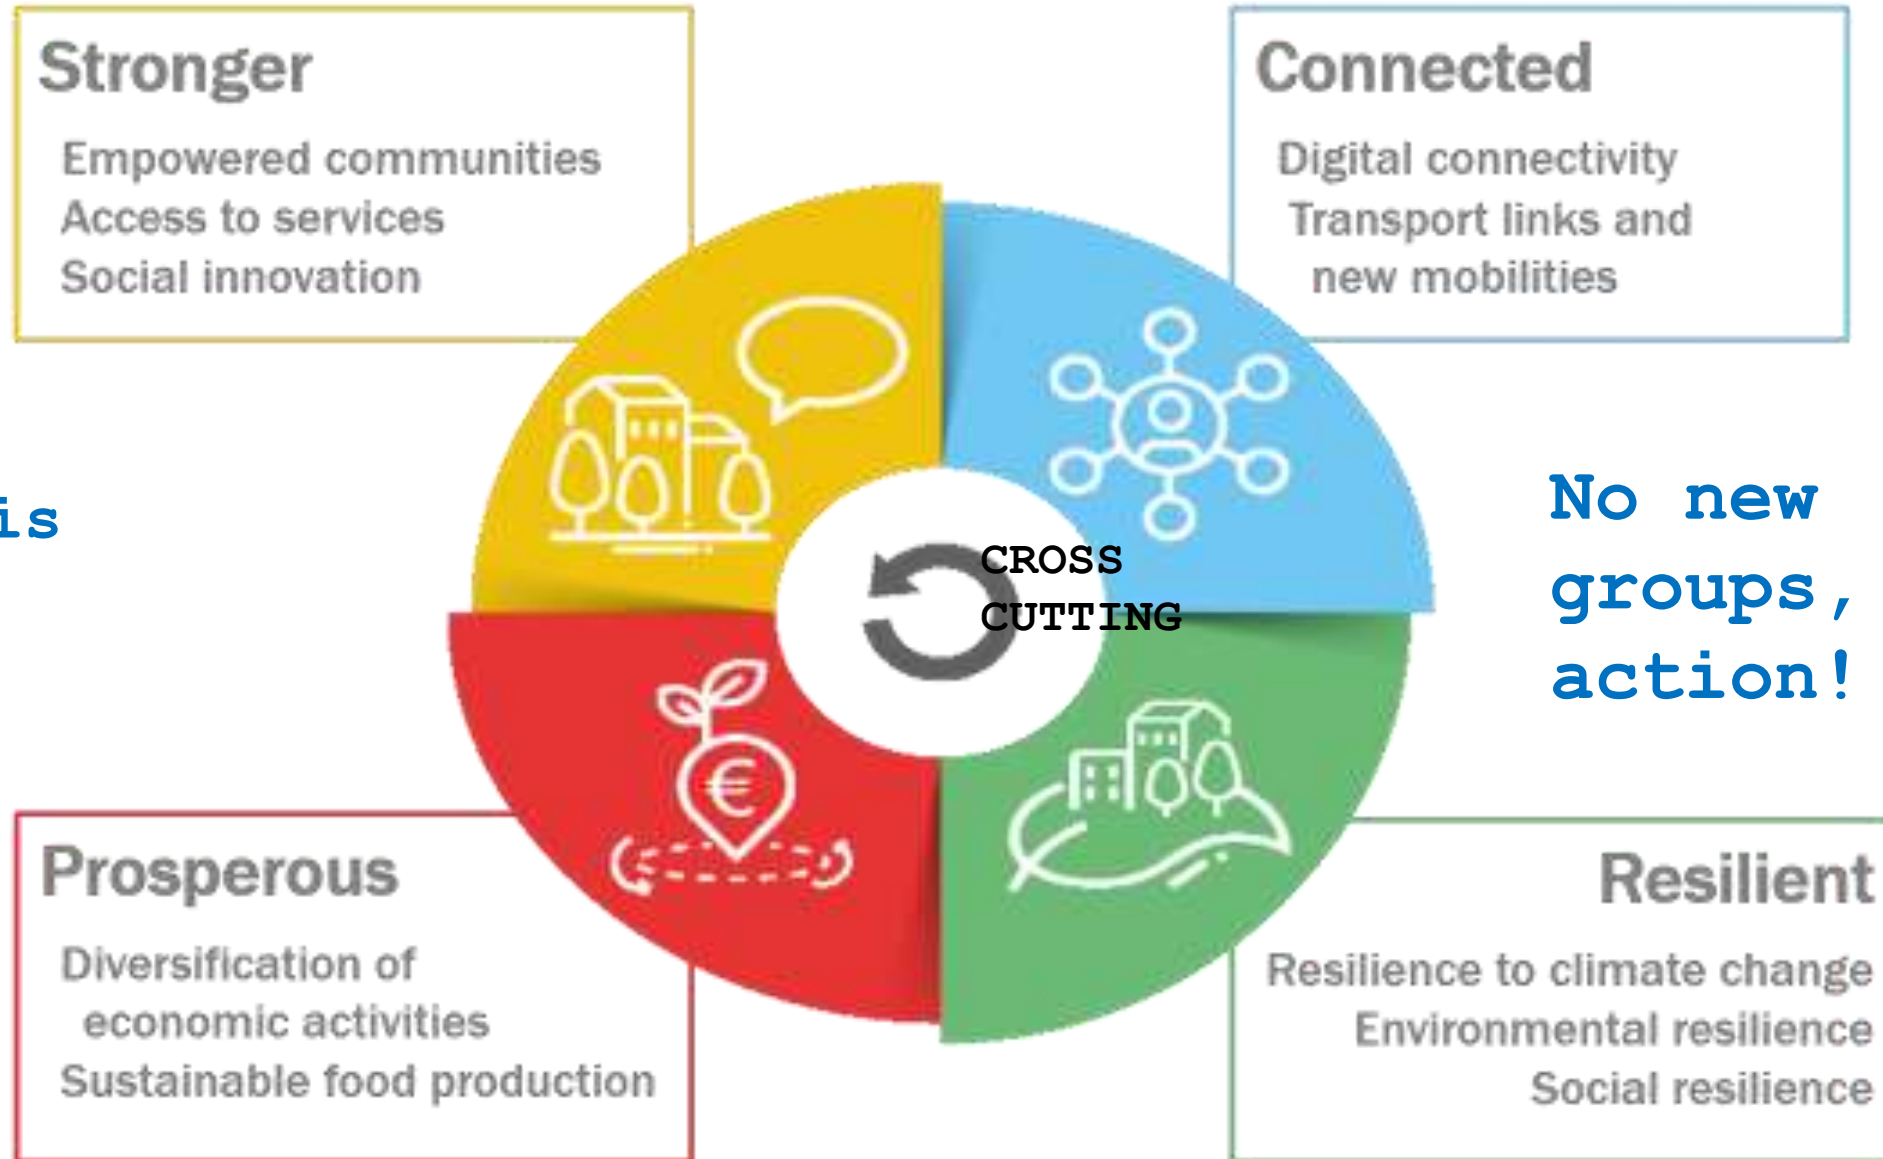 Stronger
Empowered communities
Access to services
Social innovation
Connected
Digital connectivity
Transport links and
new mobilities
is
No new
groups,
action!
CROSS
CUTTING
€
Prosperous
Diversification of
economic activities
Sustainable food production
Resilient
Resilience to climate change
Environmental resilience
Social resilience